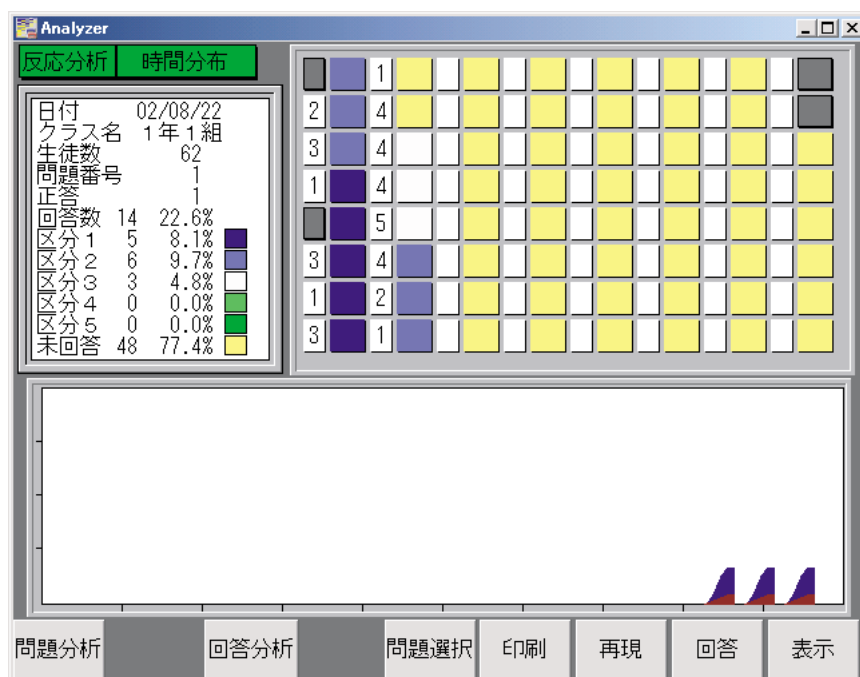 Analyzer
反応分析 時間分布
日付 02/08/22
クラス名 1年1組
生徒数 62
問題番号 1
正答 1
回答数 14 22.6%
区分1 5 8.1%
区分2 6 9.7%
区分3 3 4.8%
区分4 0 0.0%
区分5 0 0.0%
未回答 48 77.4%
1
2 4
3 4
1 4
5
3 4
1 2
3 1
問題分析 回答分析 問題選択 印刷 再現 回答 表示